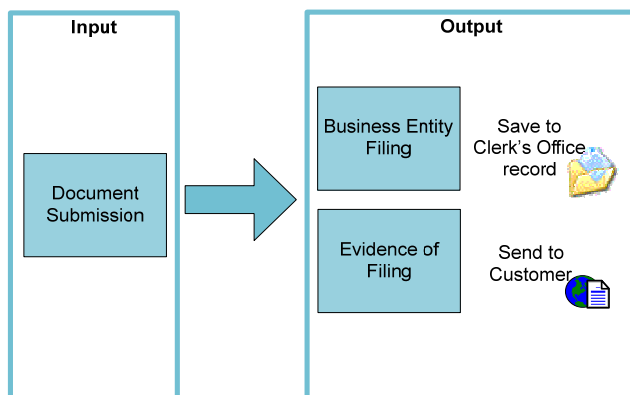 Input
Output
Document
Submission
Business Entity
Filing
Save to
Clerk's Office
record
Evidence of
Filing
Send to
Customer